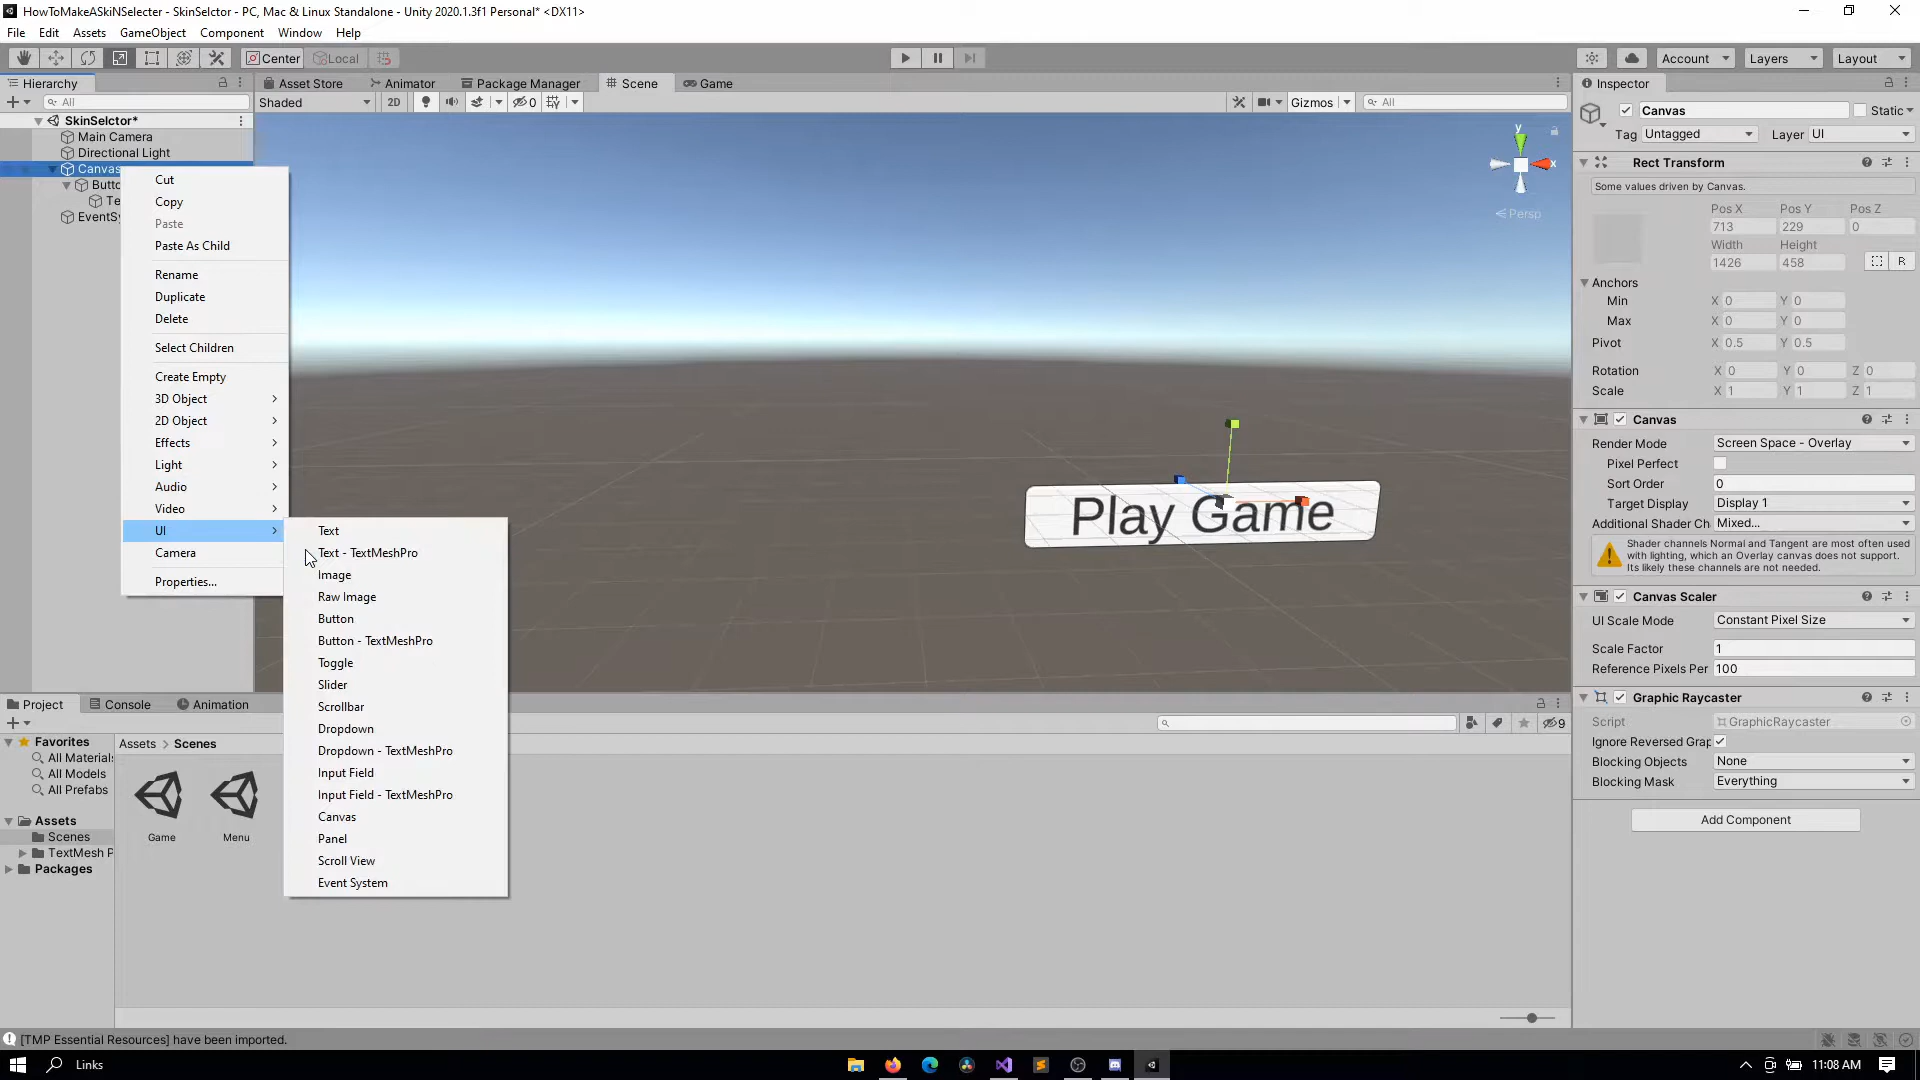 HowToMakeASkiNSelecter - SkinSelctor - PC, Mac & Linux Standalone - Unity 2020.1.3f1 Personal* <DX11>
File Edit Assets GameObject Component Window Help
Center Local Account Layers Layout
Hierarchy Asset Store Animator Package Manager Scene Game Inspector
All Shaded 2D 0 Gizmos All
SkinSelctor*
Main Camera
Directional Light
Canvas
Butto
Te
EventSy
Cut
Copy
Paste
Paste As Child
Rename
Duplicate
Delete
Select Children
Create Empty
3D Object
2D Object
Effects
Light
Audio
Video
UI
Camera
Properties...
Text
Text - TextMeshPro
Image
Raw Image
Button
Button - TextMeshPro
Toggle
Slider
Scrollbar
Dropdown
Dropdown - TextMeshPro
Input Field
Input Field - TextMeshPro
Canvas
Panel
Scroll View
Event System
y
x
Persp
Play Game
Canvas Static
Tag Untagged Layer UI
Rect Transform
Some values driven by Canvas.
Pos X Pos Y Pos Z
713 229 0
Width Height
1426 458 R
Anchors
Min X 0 Y 0
Max X 0 Y 0
Pivot X 0.5 Y 0.5
Rotation X 0 Y 0 Z 0
Scale X 1 Y 1 Z 1
Canvas
Render Mode Screen Space - Overlay
Pixel Perfect
Sort Order 0
Target Display Display 1
Additional Shader Ch Mixed...
Shader channels Normal and Tangent are most often used
with lighting, which an Overlay canvas does not support.
Its likely these channels are not needed.
Canvas Scaler
UI Scale Mode Constant Pixel Size
Scale Factor 1
Reference Pixels Per 100
Graphic Raycaster
Script GraphicRaycaster
Ignore Reversed Grap
Blocking Objects None
Blocking Mask Everything
Add Component
Project Console Animation
9
Favorites
All Materials
All Models
All Prefabs
Assets
Scenes
TextMesh P
Packages
Assets > Scenes
Game Menu
[TMP Essential Resources] have been imported.
Links
11:08 AM